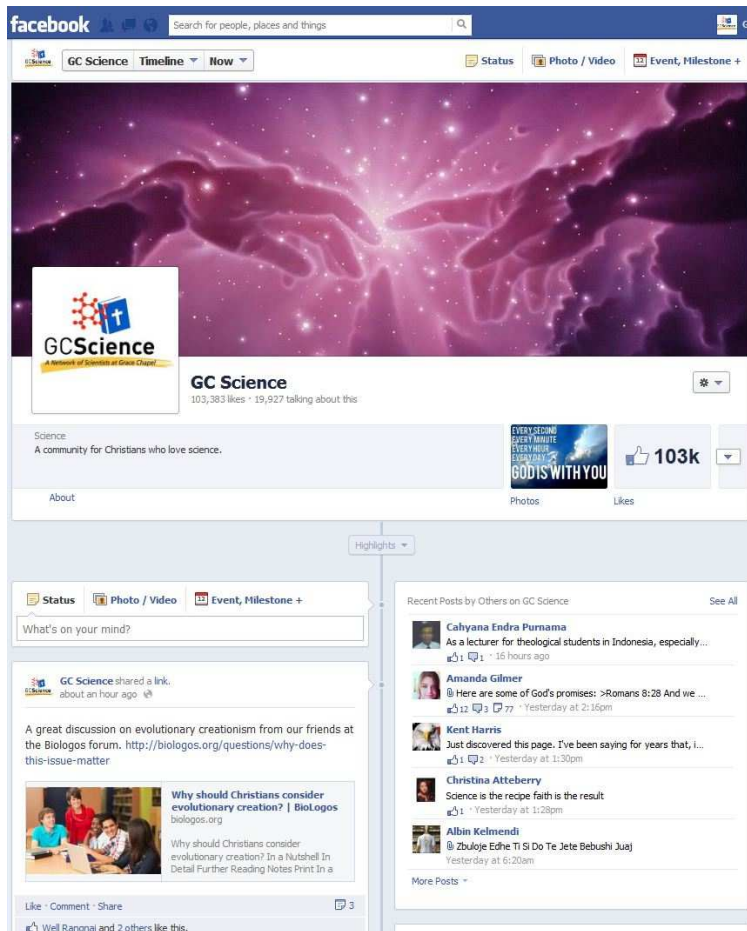 facebook
Search for people, places and things
G
GC Science
GC Science Timeline Now
Status Photo / Video Event, Milestone +
GCScience
A Network of Scientists at Grace Chapel
GC Science
103,383 likes · 19,927 talking about this
Science
A community for Christians who love science.
About
EVERY SECOND
EVERY MINUTE
EVERY HOUR
EVERY DAY
GOD IS WITH YOU
Photos
103k
Likes
Highlights
Status Photo / Video Event, Milestone +
What's on your mind?
GC Science shared a link.
about an hour ago
A great discussion on evolutionary creationism from our friends at
the Biologos forum. http://biologos.org/questions/why-does-
this-issue-matter
Why should Christians consider
evolutionary creation? | BioLogos
biologos.org
Why should Christians consider
evolutionary creation? In a Nutshell In
Detail Further Reading Notes Print In a
Like · Comment · Share 3
Well Rangnai and 2 others like this.
Recent Posts by Others on GC Science See All
Cahyana Endra Purnama
As a lecturer for theological students in Indonesia, especially...
1 1 · 16 hours ago
Amanda Gilmer
Here are some of God's promises: >Romans 8:28 And we ...
12 3 77 · Yesterday at 2:16pm
Kent Harris
Just discovered this page. I've been saying for years that, i...
1 2 · Yesterday at 1:30pm
Christina Atteberry
Science is the recipe faith is the result
1 · Yesterday at 1:28pm
Albin Kelmendi
Zbuloje Edhe Ti Si Do Te Jete Bebushi Juaj
Yesterday at 6:20am
More Posts